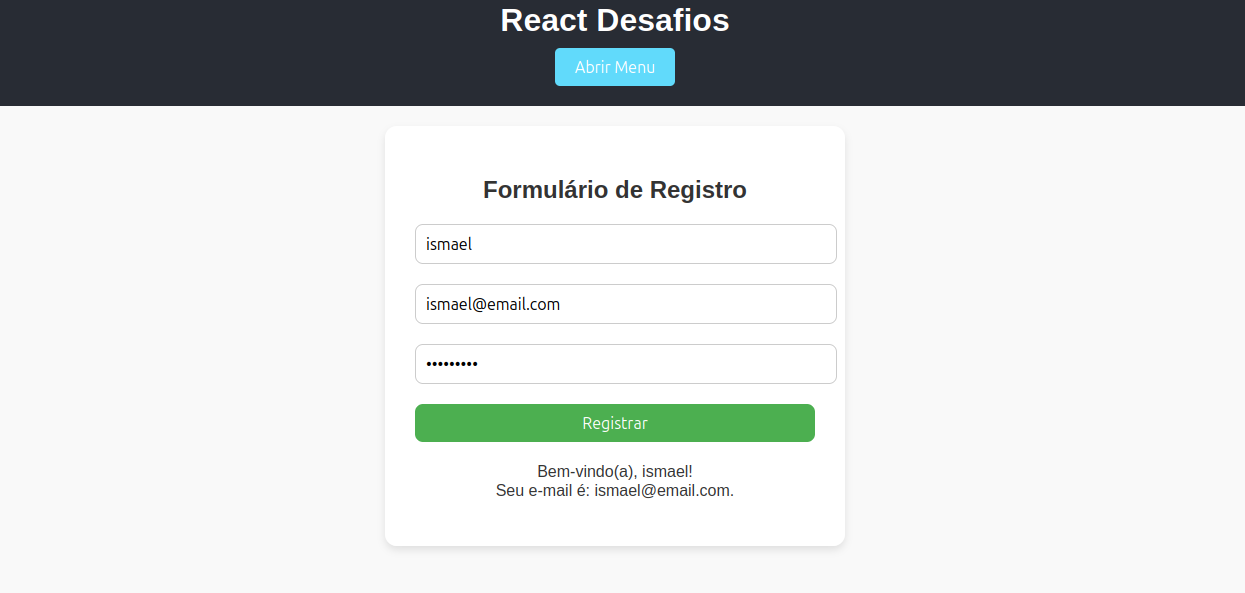 React Desafios
Abrir Menu
Formulário de Registro
ismael
ismael@email.com
•••••••••
Registrar
Bem-vindo(a), ismael!
Seu e-mail é: ismael@email.com.